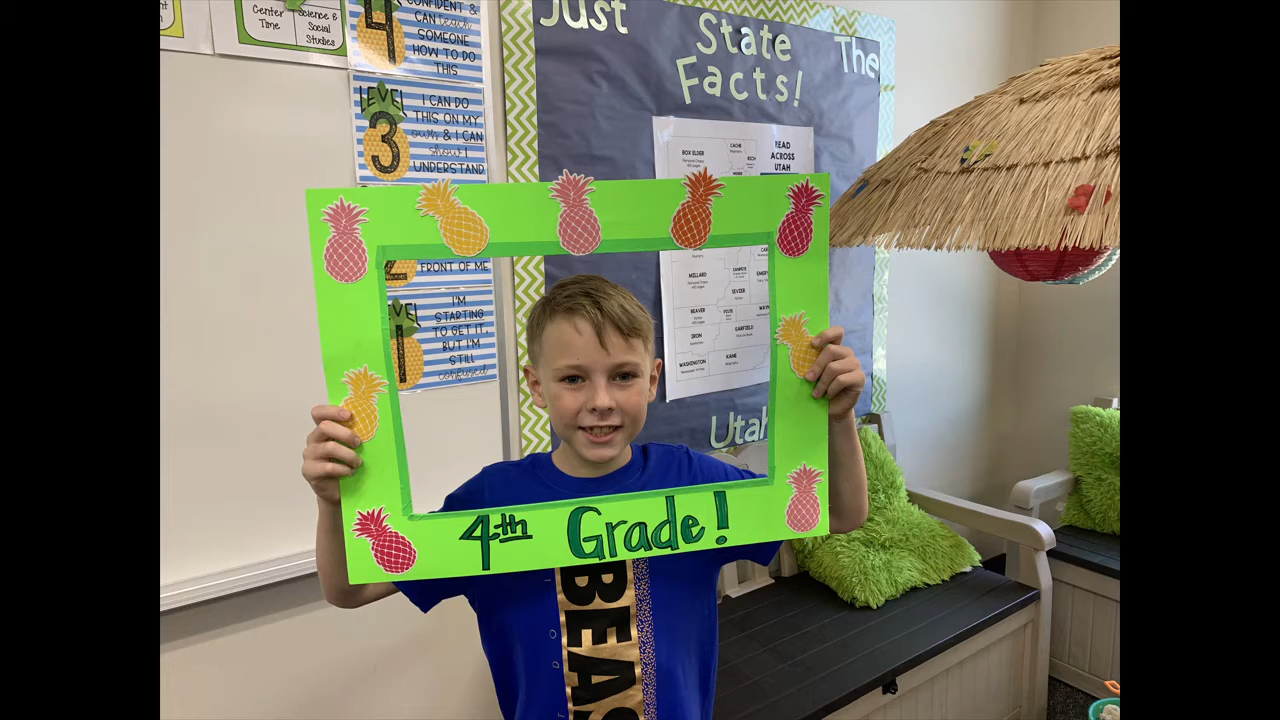 Center
Time
Science &
Social
Studies
4
CONFIDENT &
CAN teach
SOMEONE
HOW TO DO
THIS
LEVEL
3
I CAN DO
THIS ON MY
own & I CAN
show I
UNDERSTAND
FRONT OF ME
LEVEL
1
I'M
STARTING
TO GET IT,
BUT I'M
STILL
confused
Just
State
The
Facts!
Utah
READ
ACROSS
UTAH
BOX ELDER
CACHE
RICH
MILLARD
SANPETE
SEVIER
BEAVER
PIUTE
IRON
GARFIELD
WASHINGTON
KANE
4th Grade!
BEAS